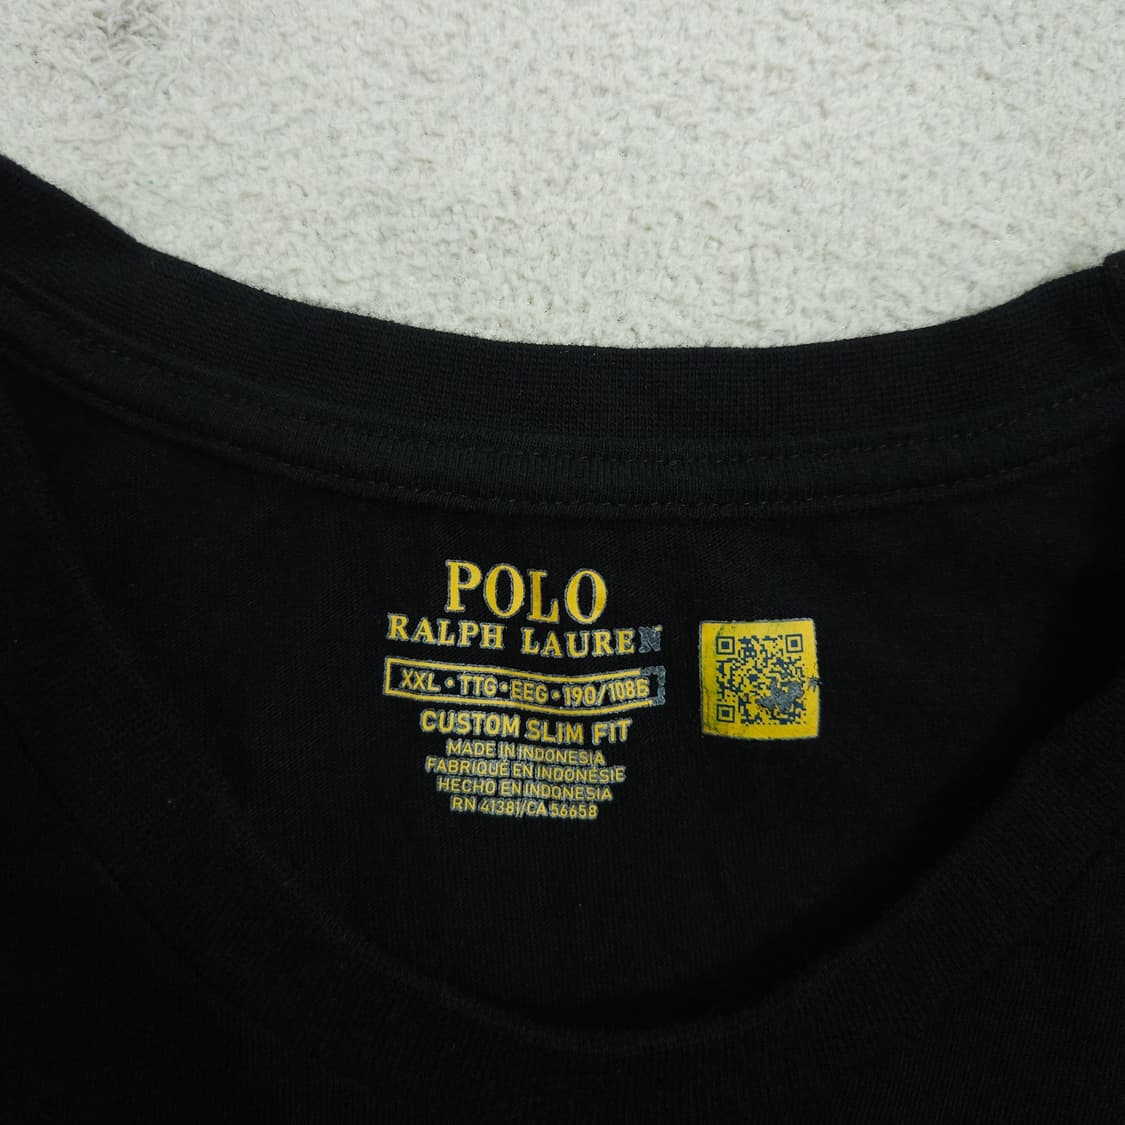 POLO
RALPH LAUREN
XXL • TTG • EEG • 190/108B
CUSTOM SLIM FIT
MADE IN INDONESIA
FABRIQUÉ EN INDONÉSIE
HECHO EN INDONESIA
RN 41381/CA 56658